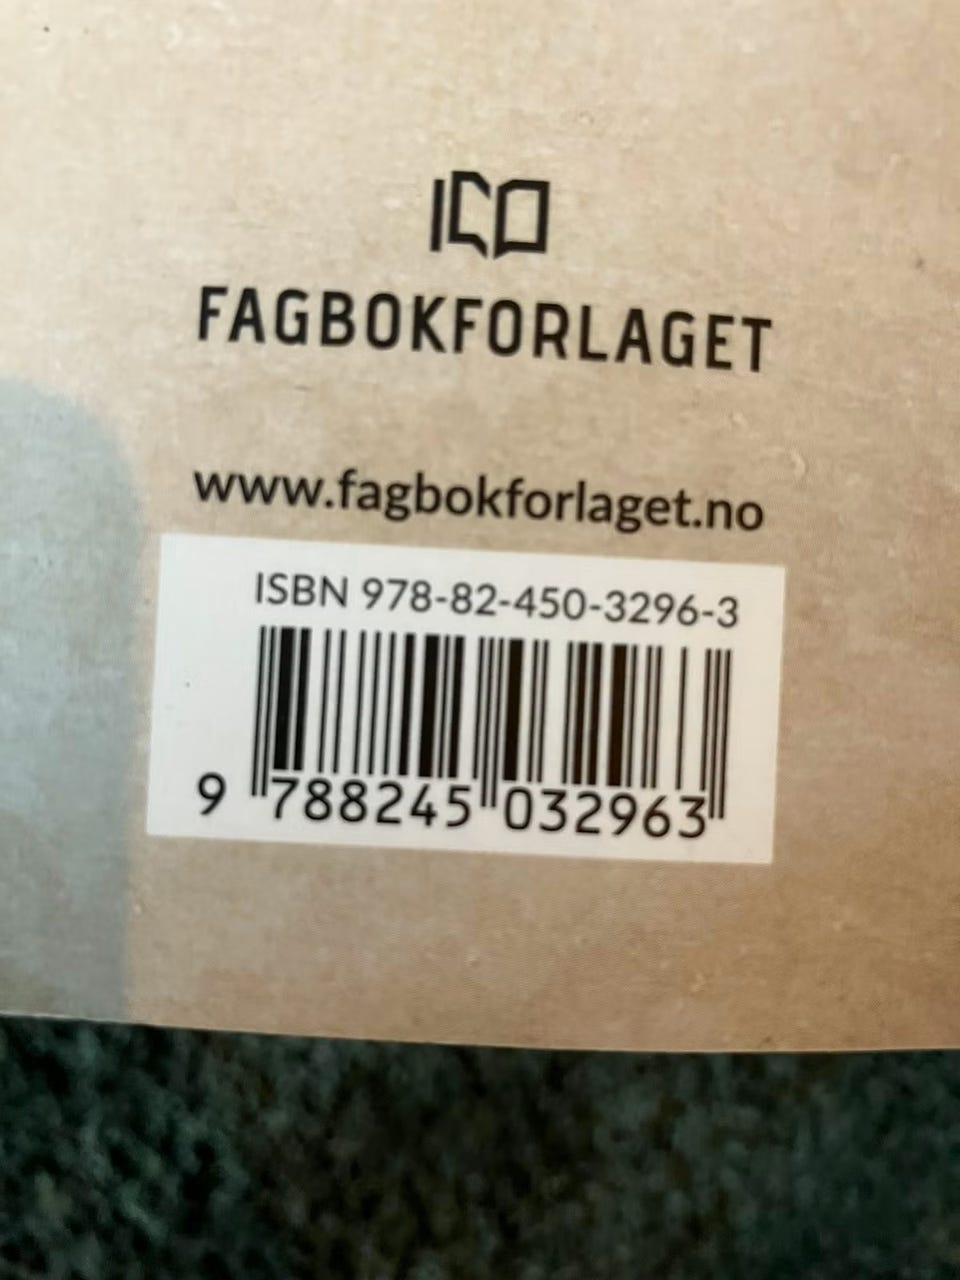 FAGBOKFORLAGET
www.fagbokforlaget.no
ISBN 978-82-450-3296-3
9 788245 032963